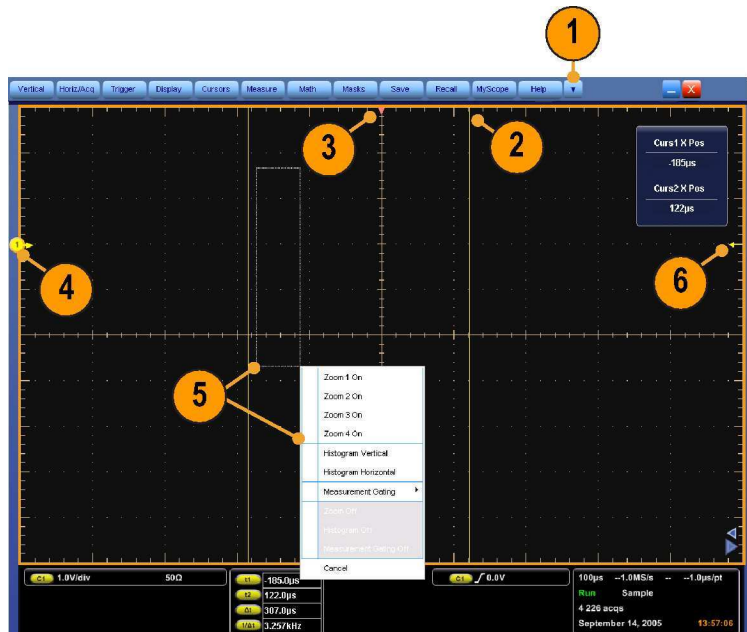 1
Vertical Horiz/Acq Trigger Display Cursors Measure Math Masks Save Recall MyScope Help
X
3
2
Curs1 X Pos
-185µs
Curs2 X Pos
122µs
1
4
6
5
Zoom 1 On
Zoom 2 On
Zoom 3 On
Zoom 4 On
Histogram Vertical
Histogram Horizontal
Measurement Gating
Zoom Off
Histogram On
Measurement Gating Off
Cancel
C1 1.0V/div 50Ω
t1 -185.0µs
t2 122.0µs
Δt 307.0µs
1/Δt 3.257kHz
C1 0.0V
100µs --1.0MS/s -- --1.0µs/pt
Run Sample
4 226 acqs
September 14, 2005 13:57:06